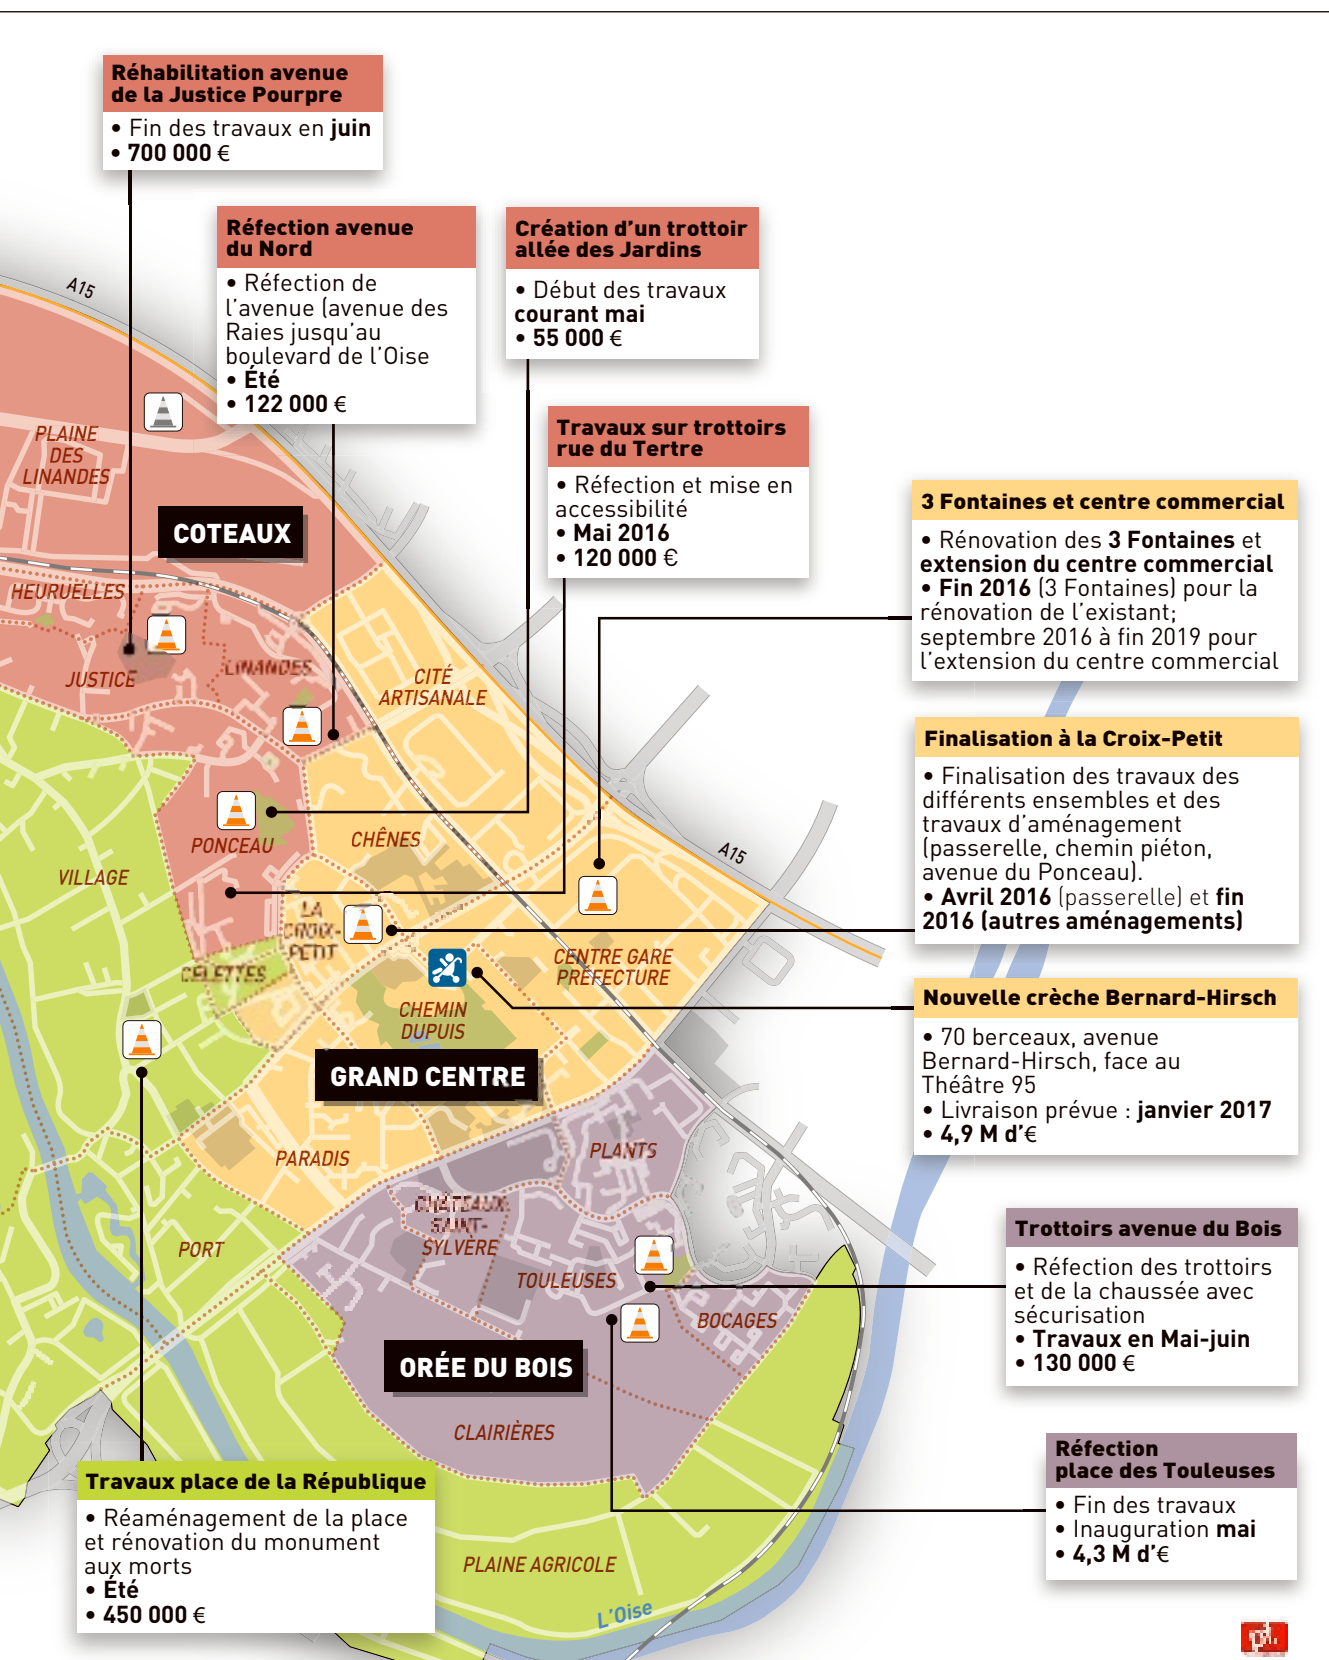 Réhabilitation avenue
de la Justice Pourpre
• Fin des travaux en juin
• 700 000 €
Réfection avenue
du Nord
• Réfection de
l'avenue (avenue des
Raies jusqu'au
boulevard de l'Oise
• Été
• 122 000 €
Création d'un trottoir
allée des Jardins
• Début des travaux
courant mai
• 55 000 €
Travaux sur trottoirs
rue du Tertre
• Réfection et mise en
accessibilité
• Mai 2016
• 120 000 €
3 Fontaines et centre commercial
• Rénovation des 3 Fontaines et
extension du centre commercial
• Fin 2016 (3 Fontaines) pour la
rénovation de l'existant;
septembre 2016 à fin 2019 pour
l'extension du centre commercial
Finalisation à la Croix-Petit
• Finalisation des travaux des
différents ensembles et des
travaux d'aménagement
(passerelle, chemin piéton,
avenue du Ponceau).
• Avril 2016 (passerelle) et fin
2016 (autres aménagements)
Nouvelle crèche Bernard-Hirsch
• 70 berceaux, avenue
Bernard-Hirsch, face au
Théâtre 95
• Livraison prévue : janvier 2017
• 4,9 M d'€
Trottoirs avenue du Bois
• Réfection des trottoirs
et de la chaussée avec
sécurisation
• Travaux en Mai-juin
• 130 000 €
Réfection
place des Touleuses
• Fin des travaux
• Inauguration mai
• 4,3 M d'€
Travaux place de la République
• Réaménagement de la place
et rénovation du monument
aux morts
• Été
• 450 000 €
A15
PLAINE
DES
LINANDES
COTEAUX
HEURUELLES
JUSTICE
LINANDES
CITÉ
ARTISANALE
PONCEAU
CHÊNES
A15
VILLAGE
LA
CROIX-
PETIT
CELETTES
CENTRE GARE
PRÉFECTURE
CHEMIN
DUPUIS
GRAND CENTRE
PARADIS
PLANTS
CHÂTEAUX
SAINT-
SYLVÈRE
PORT
TOULEUSES
BOCAGES
ORÉE DU BOIS
CLAIRIÈRES
PLAINE AGRICOLE
L'Oise